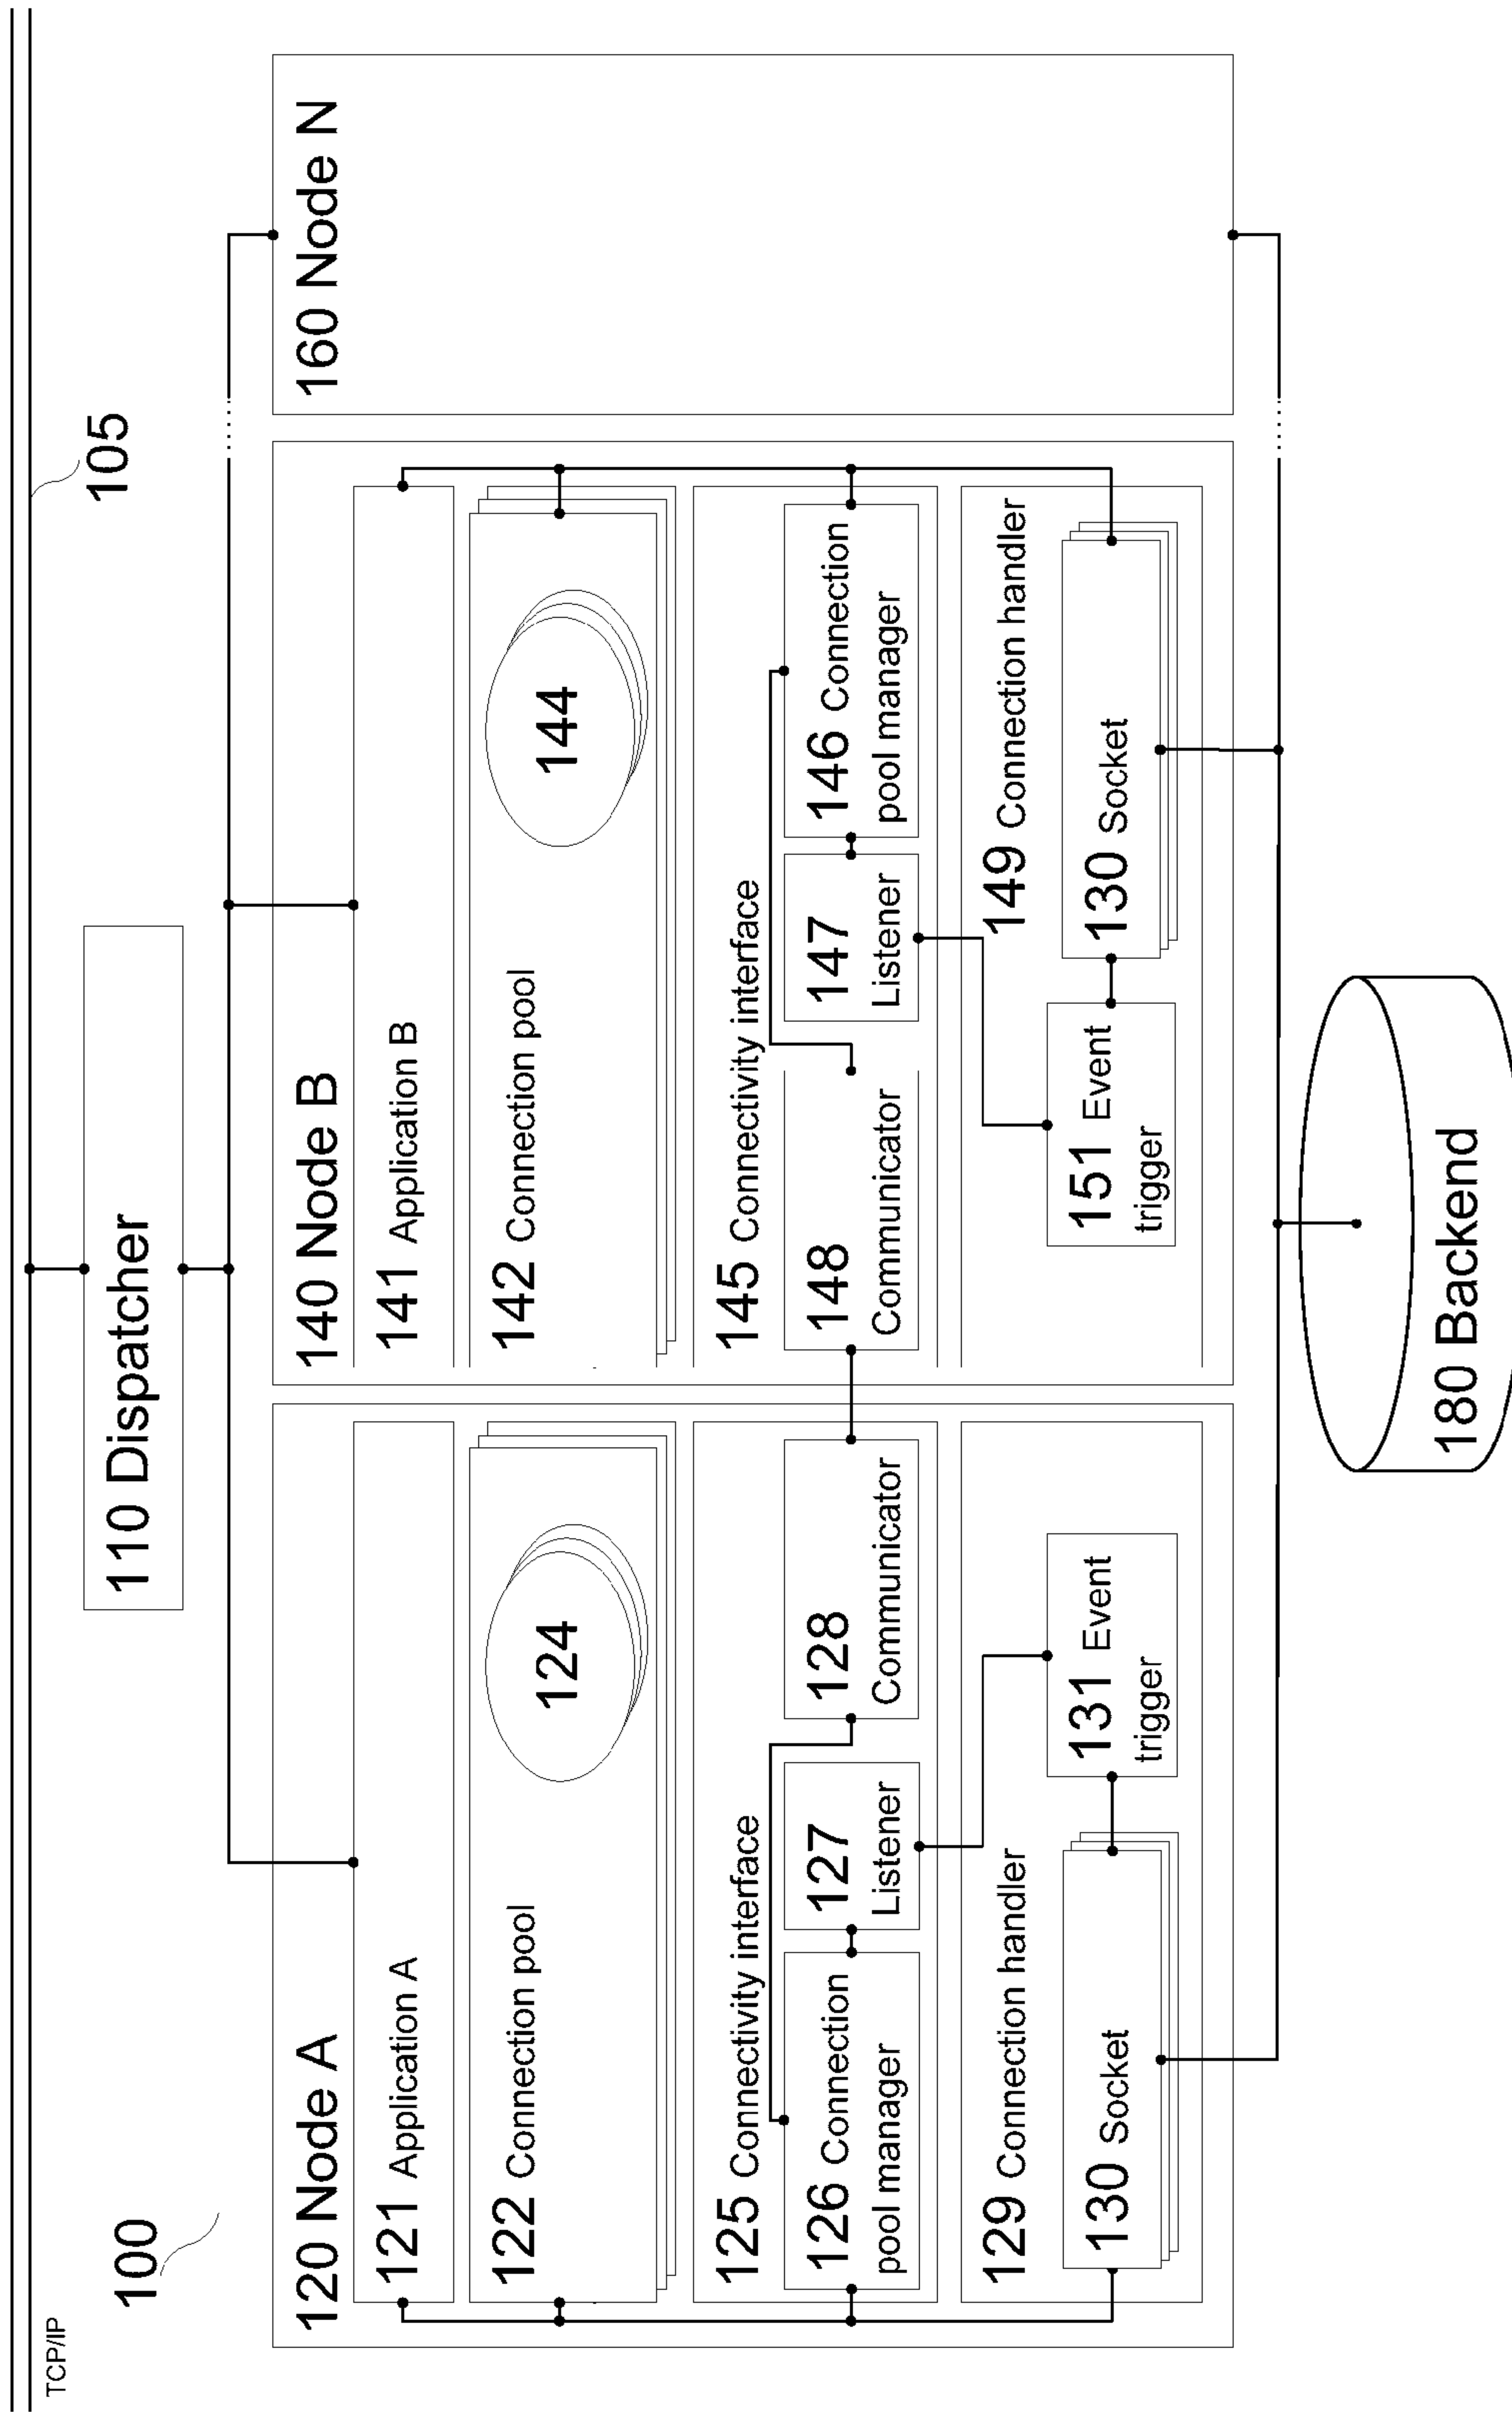 TCP/IP
105
100
110 Dispatcher
120 Node A
121 Application A
122 Connection pool
124
125 Connectivity interface
126 Connection
pool manager
127
Listener
128
Communicator
129 Connection handler
130 Socket
131 Event
trigger
140 Node B
141 Application B
142 Connection pool
144
145 Connectivity interface
148
Communicator
147
Listener
146 Connection
pool manager
149 Connection handler
151 Event
trigger
130 Socket
160 Node N
180 Backend